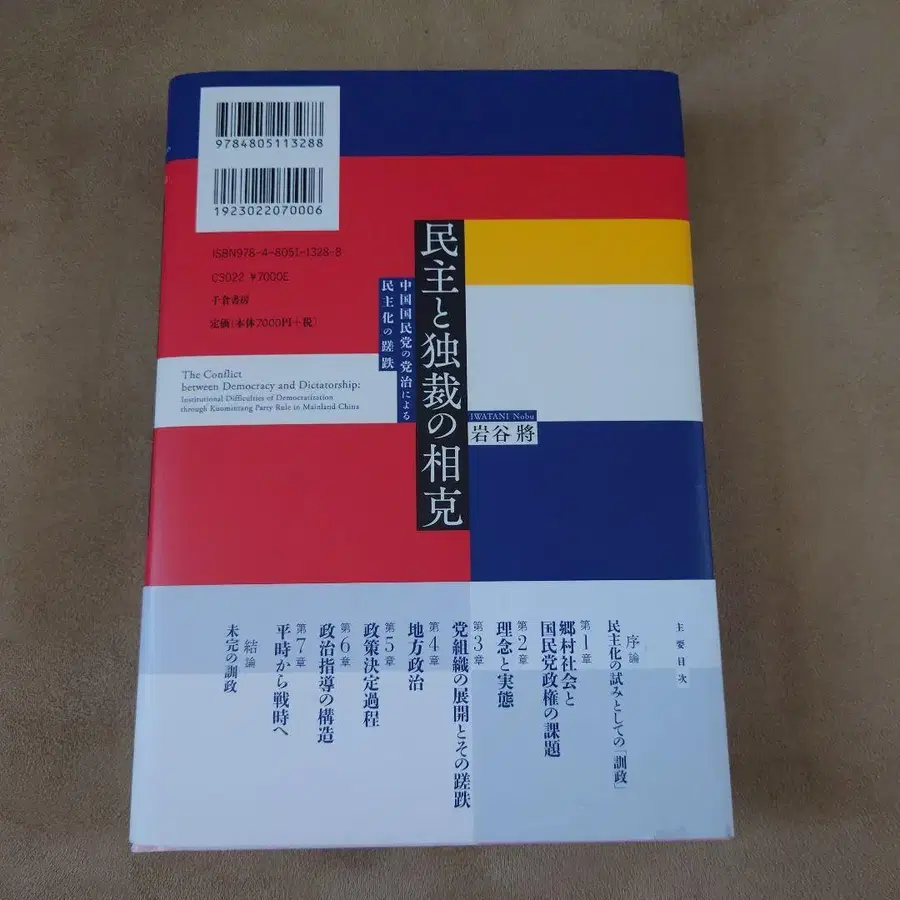 9784805113288
1923022070006
ISBN978-4-8051-1328-8
C3022 ¥7000E
千倉書房
定価(本体7000円+税)
民主と独裁の相克
中国国民党の党治による
民主化の蹉跌
The Conflict
between Democracy and Dictatorship:
Institutional Difficulties of Democratization
through Kuomintang Party Rule in Mainland China
IWATANI Nobu
岩谷 將
主要目次
序論
民主化の試みとしての「訓政」
第1章
郷村社会と
国民党政権の課題
第2章
理念と実態
第3章
党組織の展開とその蹉跌
第4章
地方政治
第5章
政策決定過程
第6章
政治指導の構造
第7章
平時から戦時へ
結論
未完の訓政